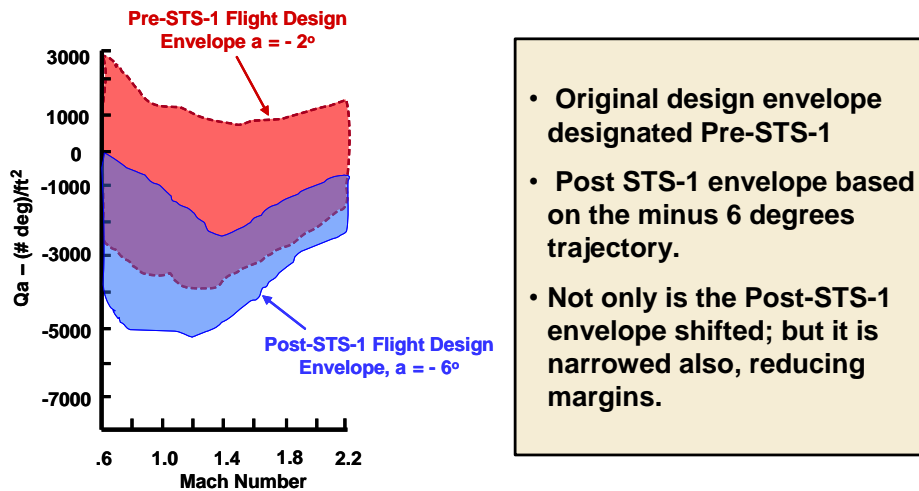 Pre-STS-1 Flight Design
Envelope a = - 2º
3000
1000
0
-1000
-3000
-5000
-7000
Qa – (# deg)/ft²
.6 1.0 1.4 1.8 2.2
Mach Number
Post-STS-1 Flight Design
Envelope, a = - 6º
• Original design envelope
designated Pre-STS-1
• Post STS-1 envelope based
on the minus 6 degrees
trajectory.
• Not only is the Post-STS-1
envelope shifted; but it is
narrowed also, reducing
margins.